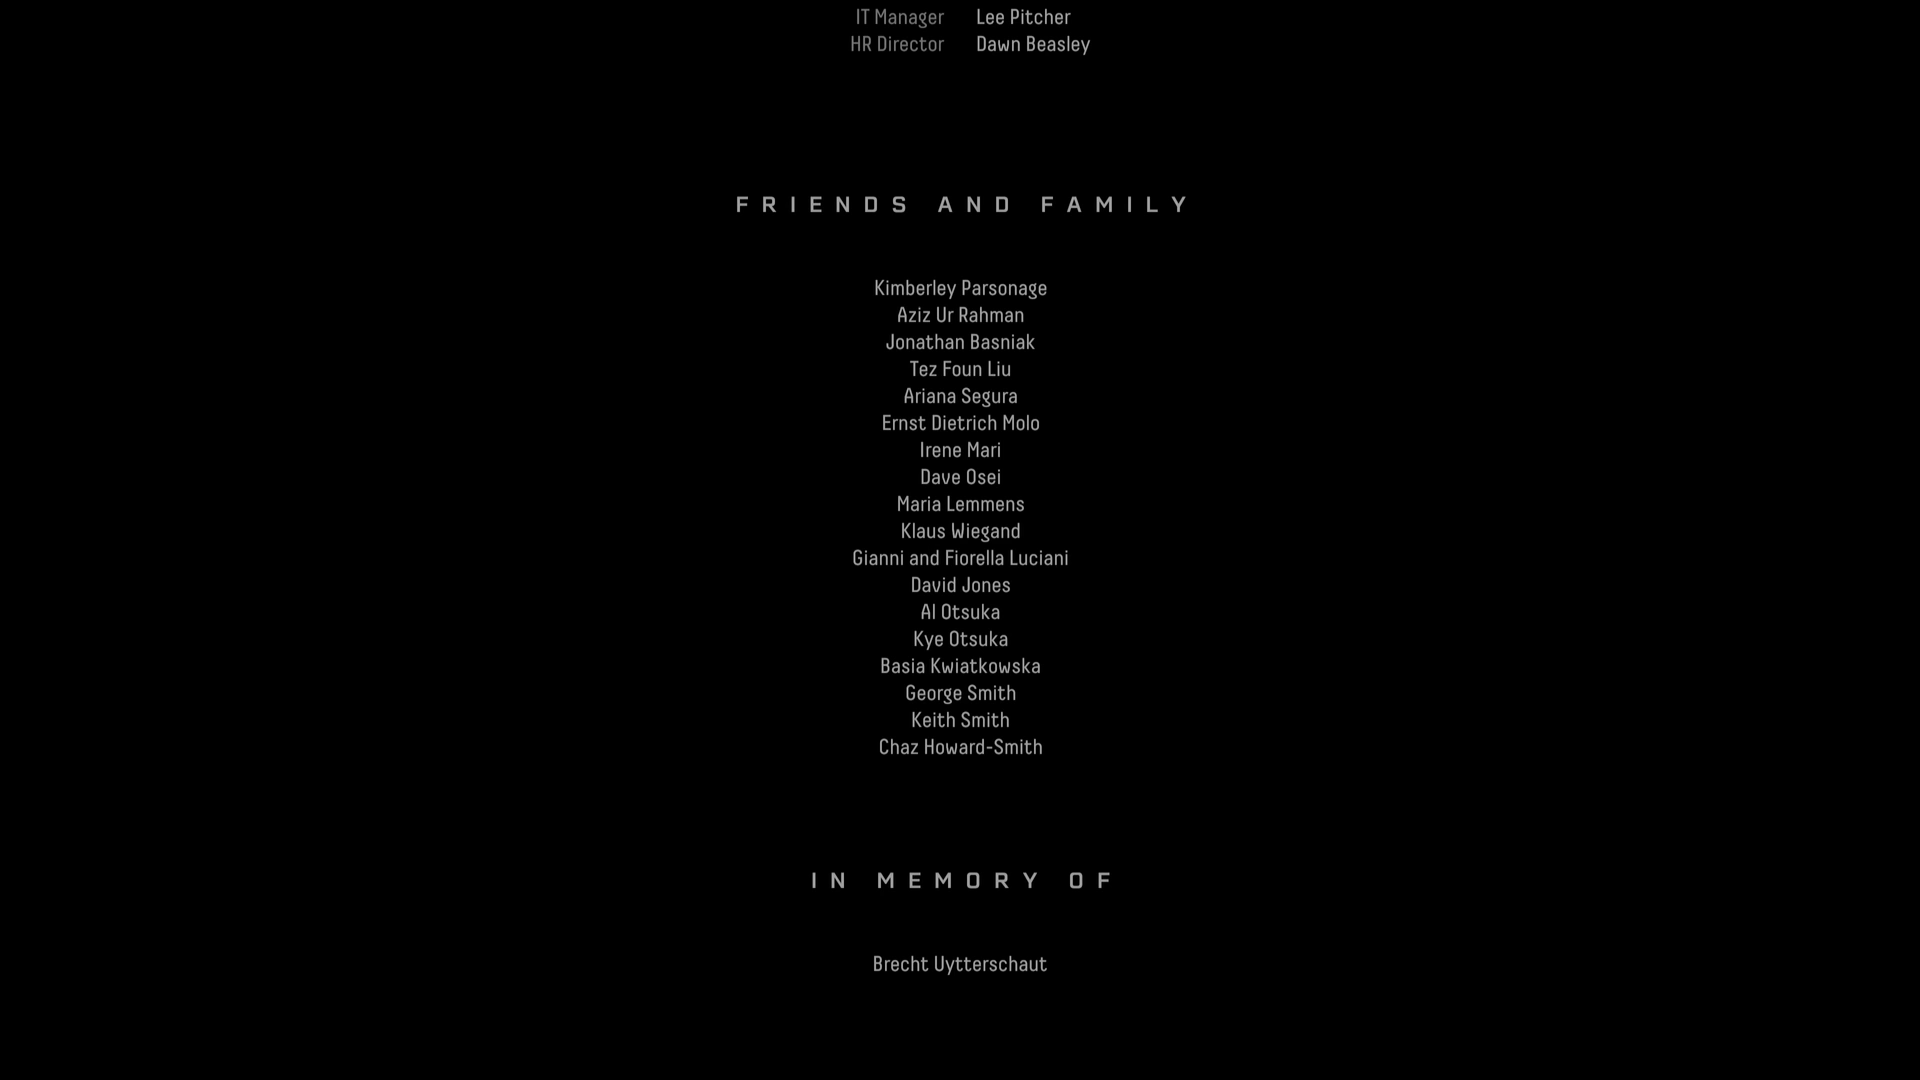 IT Manager Lee Pitcher
HR Director Dawn Beasley
FRIENDS AND FAMILY
Kimberley Parsonage
Aziz Ur Rahman
Jonathan Basniak
Tez Foun Liu
Ariana Segura
Ernst Dietrich Molo
Irene Mari
Dave Osei
Maria Lemmens
Klaus Wiegand
Gianni and Fiorella Luciani
David Jones
Al Otsuka
Kye Otsuka
Basia Kwiatkowska
George Smith
Keith Smith
Chaz Howard-Smith
IN MEMORY OF
Brecht Uytterschaut